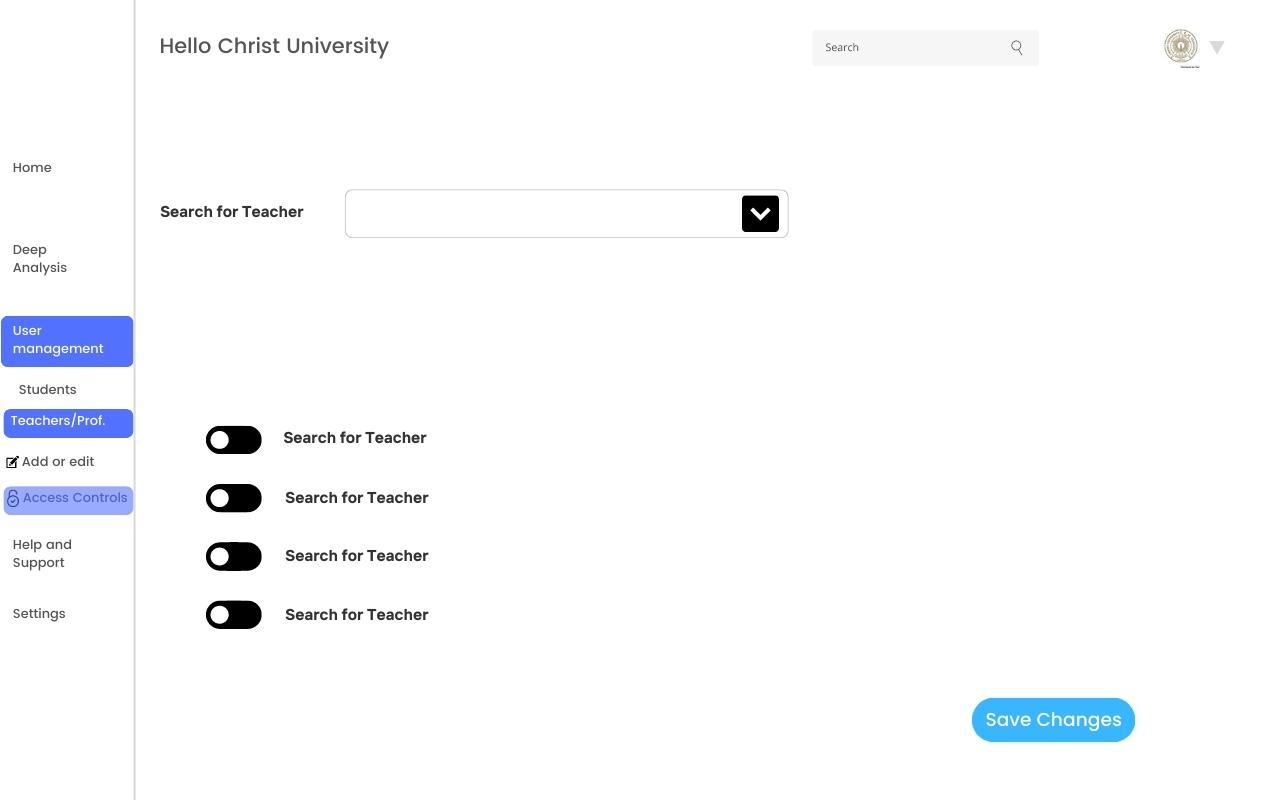 Hello Christ University
Search
Home
Search for Teacher
Deep
Analysis
User
management
Students
Teachers/Prof.
Add or edit
Access Controls
Help and
Support
Settings
Search for Teacher
Search for Teacher
Search for Teacher
Search for Teacher
Save Changes